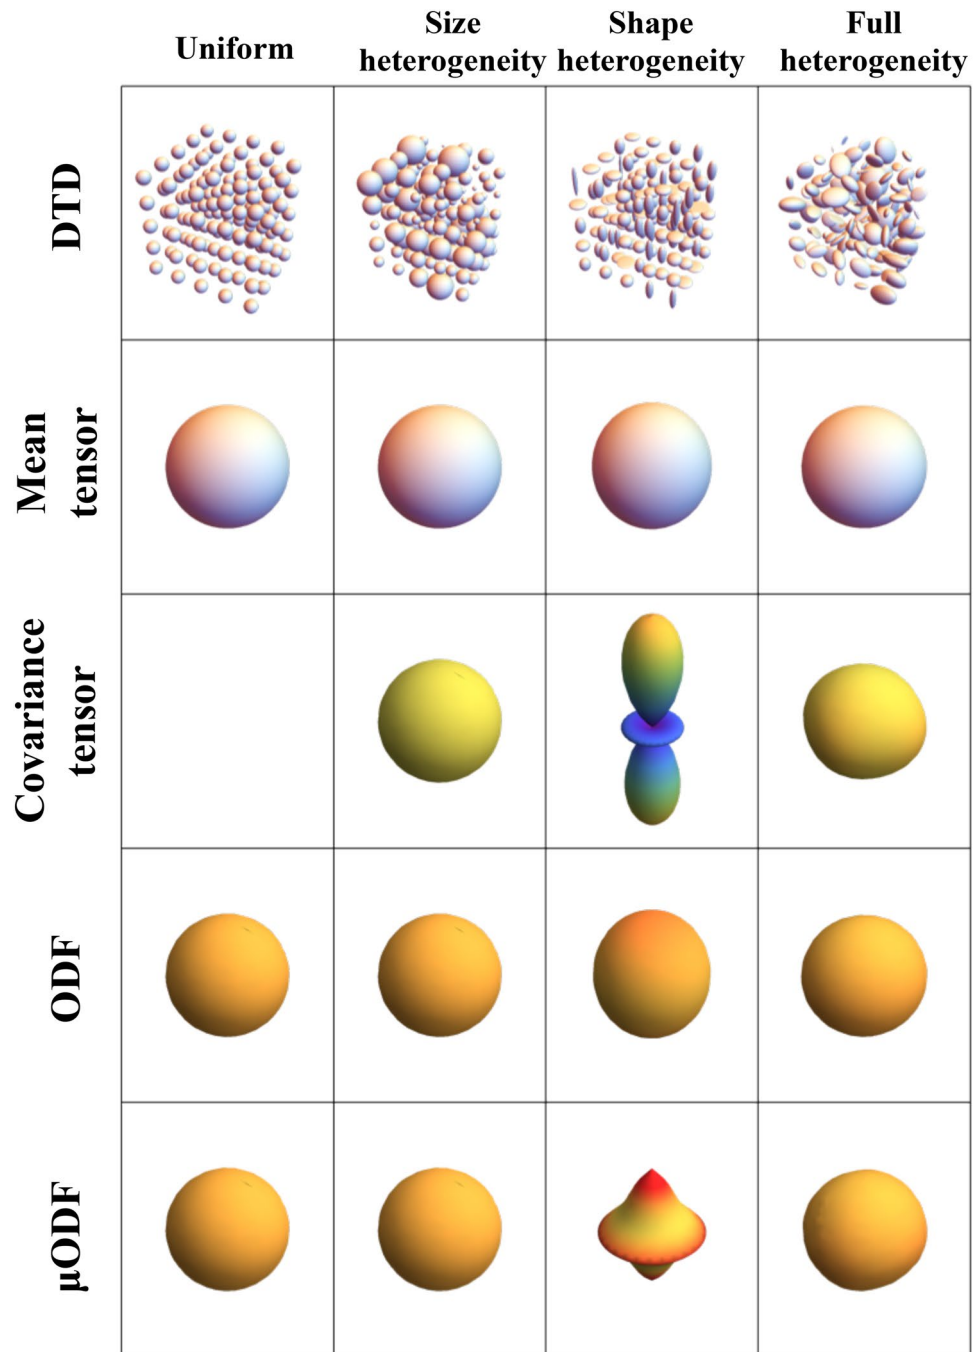 Uniform
Size
heterogeneity
Shape
heterogeneity
Full
heterogeneity
DTD
Mean
tensor
Covariance
tensor
ODF
μODF